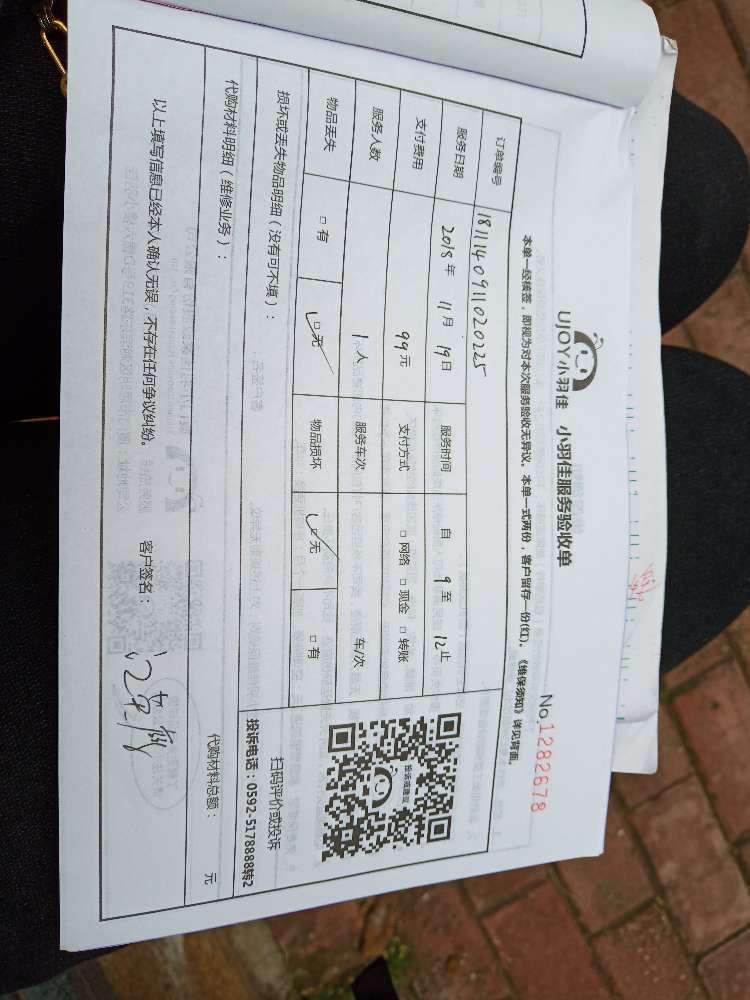 UJOY小羽佳 小羽佳服务验收单
No.1282678
本单一经核签，即视为对本次服务验收无异议。本单一式两份，客户留存一份(红)。《维保须知》详见背面。
订单编号 181114091102025
服务日期 2018年 11月 19日 服务时间 自 9 至 12 止
支付费用 99元 支付方式 □网络 □现金 □转账
服务人数 1人 服务车次 车/次
物品丢失 □有 □无 物品损坏 □无 □有
投诉或建议
扫码评价或投诉
投诉电话：0592-5178888转2
损坏或丢失物品明细（没有可不填）：
代购材料明细（维修业务）：
代购材料总额： 元
以上填写信息已经本人确认无误，不存在任何争议纠纷。 客户签名：